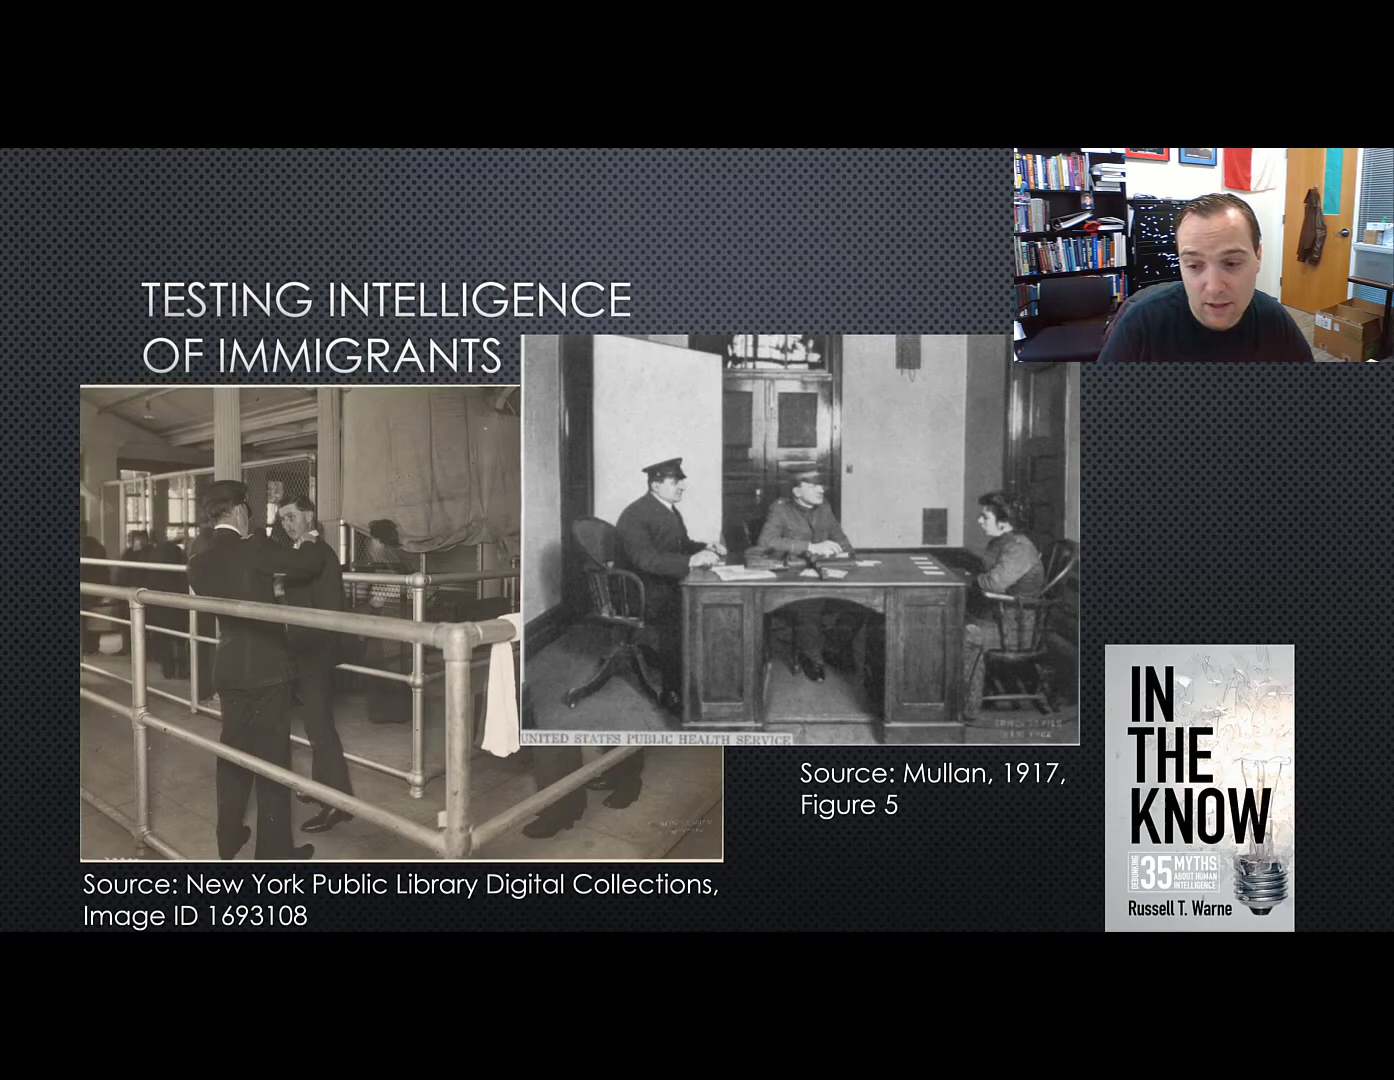 TESTING INTELLIGENCE
OF IMMIGRANTS
UNITED STATES PUBLIC HEALTH SERVICE
Source: Mullan, 1917,
Figure 5
Source: New York Public Library Digital Collections,
Image ID 1693108
IN
THE
KNOW
DEBUNKING
35
MYTHS
ABOUT HUMAN
INTELLIGENCE
Russell T. Warne